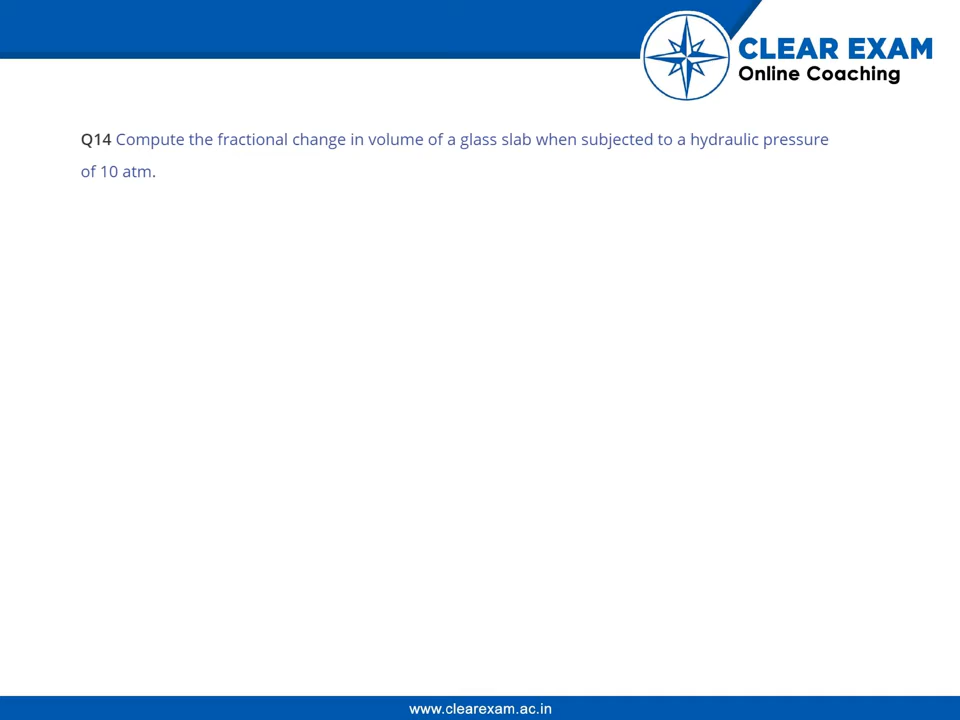 CLEAR EXAM
Online Coaching
Q14 Compute the fractional change in volume of a glass slab when subjected to a hydraulic pressure
of 10 atm.
www.clearexam.ac.in